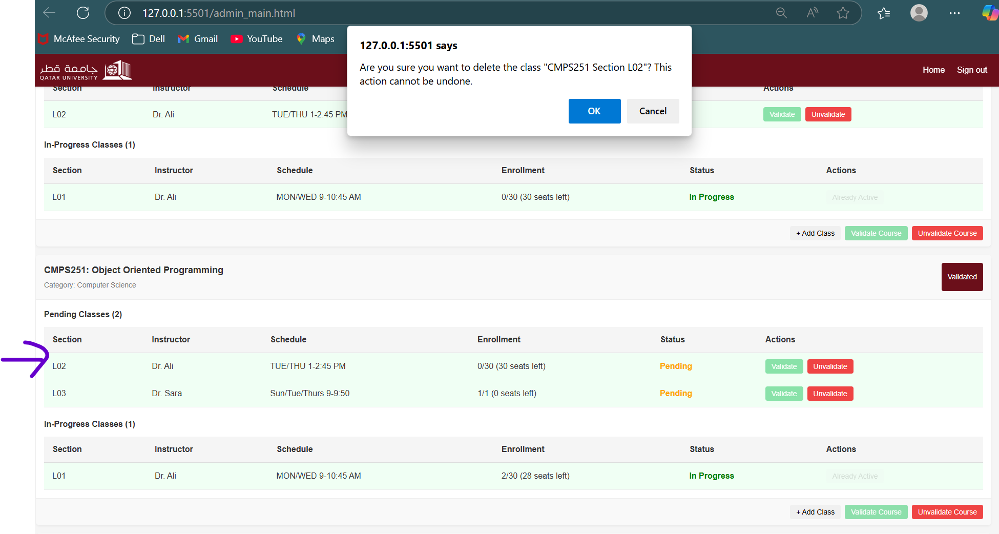 127.0.0.1:5501/admin_main.html
McAfee Security Dell Gmail YouTube Maps
127.0.0.1:5501 says
Are you sure you want to delete the class "CMPS251 Section L02"? This
action cannot be undone.
OK Cancel
جامعة قطر
QATAR UNIVERSITY
Home Sign out
Section Instructor Schedule Actions
L02 Dr. Ali TUE/THU 1-2:45 PM Validate Unvalidate
In-Progress Classes (1)
Section Instructor Schedule Enrollment Status Actions
L01 Dr. Ali MON/WED 9-10:45 AM 0/30 (30 seats left) In Progress Already Active
+ Add Class Validate Course Unvalidate Course
CMPS251: Object Oriented Programming
Category: Computer Science
Validated
Pending Classes (2)
Section Instructor Schedule Enrollment Status Actions
L02 Dr. Ali TUE/THU 1-2:45 PM 0/30 (30 seats left) Pending Validate Unvalidate
L03 Dr. Sara Sun/Tue/Thurs 9-9:50 1/1 (0 seats left) Pending Validate Unvalidate
In-Progress Classes (1)
Section Instructor Schedule Enrollment Status Actions
L01 Dr. Ali MON/WED 9-10:45 AM 2/30 (28 seats left) In Progress Already Active
+ Add Class Validate Course Unvalidate Course